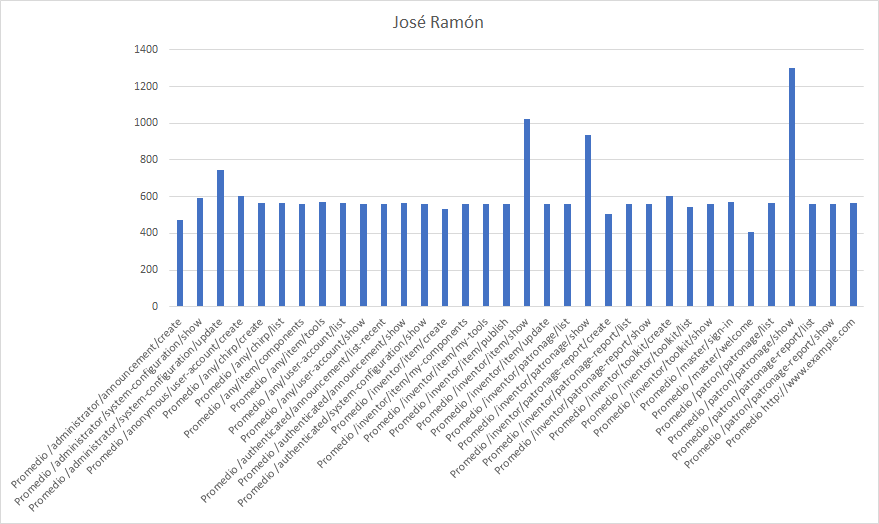 José Ramón
1400
1200
1000
800
600
400
200
0
Promedio /administrator/announcement/create
Promedio /administrator/system-configuration/show
Promedio /administrator/system-configuration/update
Promedio /anonymous/user-account/create
Promedio /any/chirp/create
Promedio /any/chirp/list
Promedio /any/item/components
Promedio /any/item/tools
Promedio /any/user-account/list
Promedio /any/user-account/show
Promedio /authenticated/announcement/list-recent
Promedio /authenticated/announcement/show
Promedio /authenticated/system-configuration/show
Promedio /inventor/item/create
Promedio /inventor/item/my-components
Promedio /inventor/item/my-tools
Promedio /inventor/item/publish
Promedio /inventor/item/show
Promedio /inventor/item/update
Promedio /inventor/patronage/list
Promedio /inventor/patronage/show
Promedio /inventor/patronage-report/create
Promedio /inventor/patronage-report/list
Promedio /inventor/patronage-report/show
Promedio /inventor/toolkit/create
Promedio /inventor/toolkit/list
Promedio /inventor/toolkit/show
Promedio /master/sign-in
Promedio /master/welcome
Promedio /patron/patronage/list
Promedio /patron/patronage/show
Promedio /patron/patronage-report/list
Promedio /patron/patronage-report/show
Promedio http://www.example.com